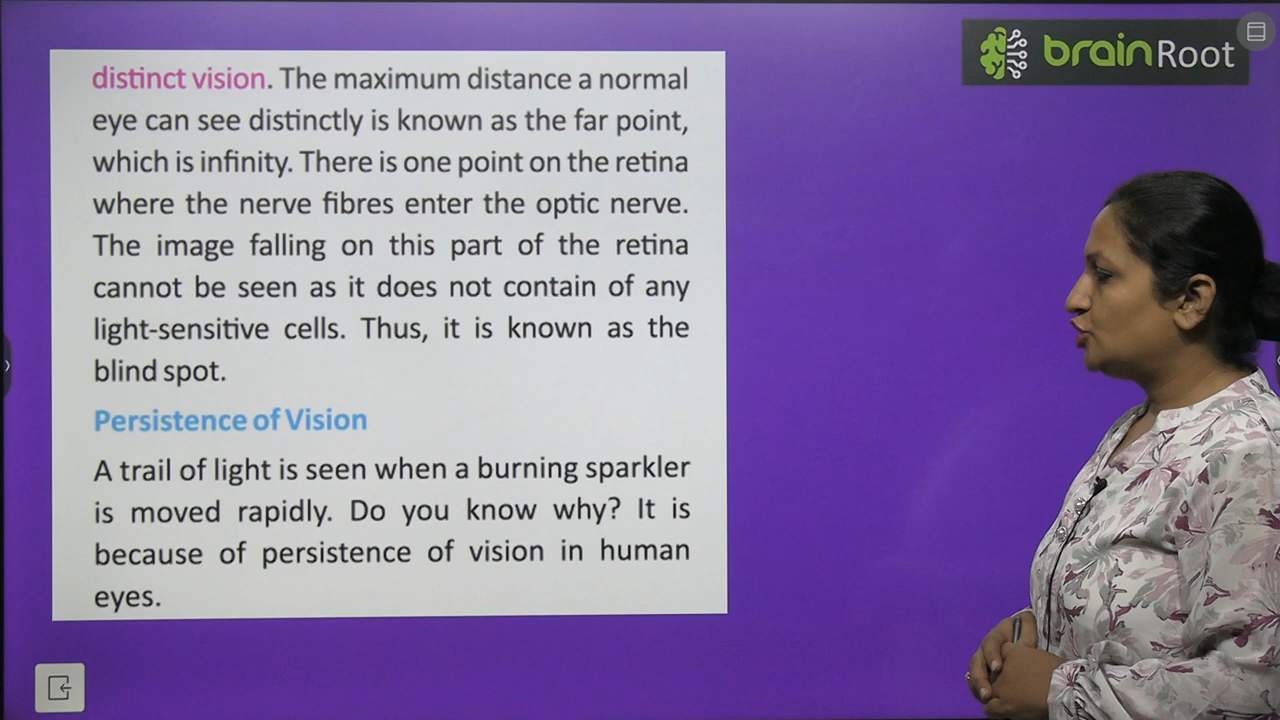 brainRoot
distinct vision. The maximum distance a normal
eye can see distinctly is known as the far point,
which is infinity. There is one point on the retina
where the nerve fibres enter the optic nerve.
The image falling on this part of the retina
cannot be seen as it does not contain of any
light-sensitive cells. Thus, it is known as the
blind spot.
Persistence of Vision
A trail of light is seen when a burning sparkler
is moved rapidly. Do you know why? It is
because of persistence of vision in human
eyes.